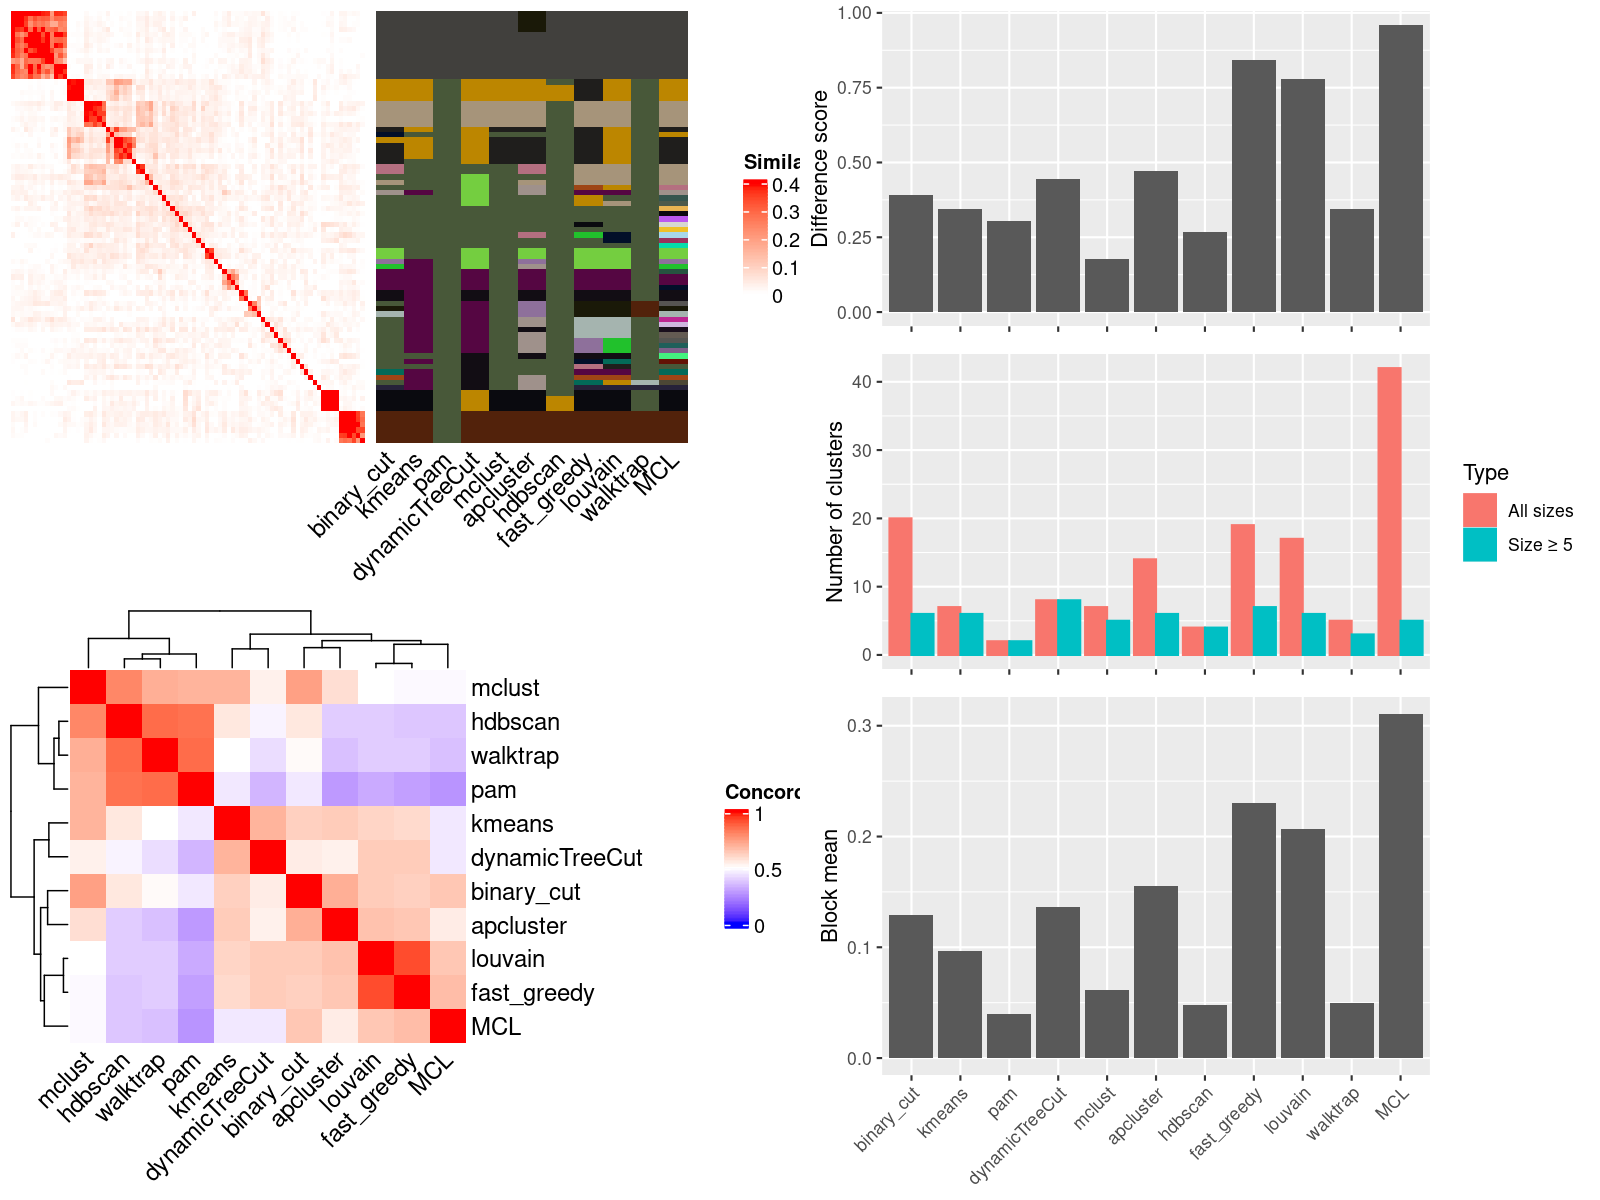 Simila
0.4
0.3
0.2
0.1
0
binary_cut
kmeans
pam
dynamicTreeCut
mclust
apcluster
hdbscan
fast_greedy
louvain
walktrap
MCL
mclust
hdbscan
walktrap
pam
kmeans
dynamicTreeCut
binary_cut
apcluster
louvain
fast_greedy
MCL
mclust
hdbscan
walktrap
pam
kmeans
dynamicTreeCut
binary_cut
apcluster
louvain
fast_greedy
MCL
Concord
1
0.5
0
Difference score
1.00
0.75
0.50
0.25
0.00
Number of clusters
40
30
20
10
0
Type
All sizes
Size ≥ 5
Block mean
0.3
0.2
0.1
0.0
binary_cut
kmeans
pam
dynamicTreeCut
mclust
apcluster
hdbscan
fast_greedy
louvain
walktrap
MCL